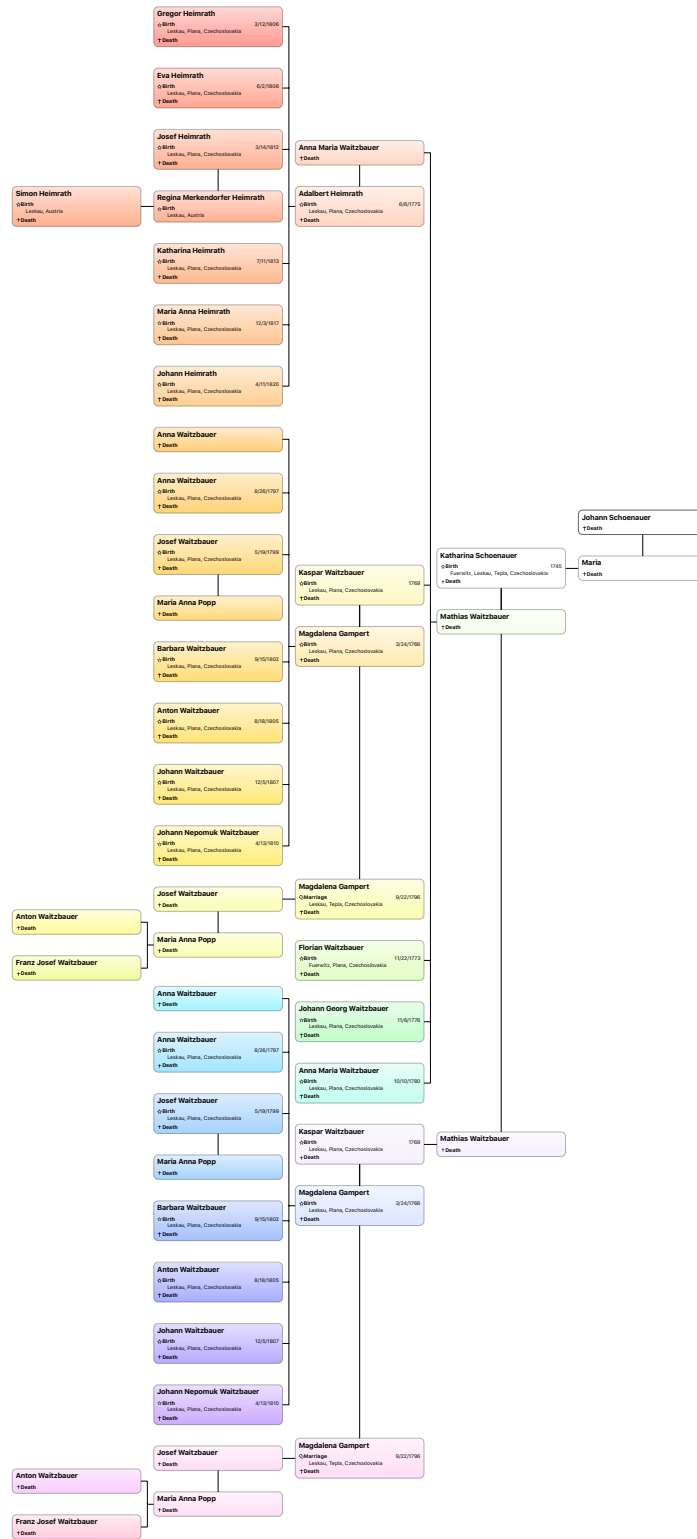 Gregor Heimrath
☆Birth 3/12/1806
Leskau, Plana, Czechoslovakia
†Death
Eva Heimrath
☆Birth 6/2/1808
Leskau, Plana, Czechoslovakia
†Death
Josef Heimrath
☆Birth 3/14/1812
Leskau, Plana, Czechoslovakia
†Death
Anna Maria Waitzbauer
†Death
Simon Heimrath
☆Birth
Leskau, Austria
†Death
Regina Merkendorfer Heimrath
☆Birth
Leskau, Austria
Adalbert Heimrath
☆Birth 6/6/1775
Leskau, Plana, Czechoslovakia
†Death
Katharina Heimrath
☆Birth 7/11/1813
Leskau, Plana, Czechoslovakia
†Death
Maria Anna Heimrath
☆Birth 12/3/1817
Leskau, Plana, Czechoslovakia
†Death
Johann Heimrath
☆Birth 4/11/1820
Leskau, Plana, Czechoslovakia
†Death
Anna Waitzbauer
†Death
Anna Waitzbauer
☆Birth 8/26/1797
Leskau, Plana, Czechoslovakia
†Death
Johann Schoenauer
†Death
Josef Waitzbauer
☆Birth 5/19/1799
Leskau, Plana, Czechoslovakia
†Death
Katharina Schoenauer
☆Birth 1745
Fuerwitz, Leskau, Tepla, Czechoslovakia
†Death
Maria
†Death
Kaspar Waitzbauer
☆Birth 1769
Leskau, Plana, Czechoslovakia
†Death
Maria Anna Popp
†Death
Mathias Waitzbauer
†Death
Magdalena Gampert
☆Birth 3/24/1766
Leskau, Plana, Czechoslovakia
†Death
Barbara Waitzbauer
☆Birth 9/15/1802
Leskau, Plana, Czechoslovakia
†Death
Anton Waitzbauer
☆Birth 8/18/1805
Leskau, Plana, Czechoslovakia
†Death
Johann Waitzbauer
☆Birth 12/5/1807
Leskau, Plana, Czechoslovakia
†Death
Johann Nepomuk Waitzbauer
☆Birth 4/13/1810
Leskau, Plana, Czechoslovakia
†Death
Josef Waitzbauer
†Death
Magdalena Gampert
Marriage 9/22/1796
Leskau, Tepla, Czechoslovakia
†Death
Anton Waitzbauer
†Death
Maria Anna Popp
†Death
Florian Waitzbauer
☆Birth 11/22/1773
Fuerwitz, Plana, Czechoslovakia
†Death
Franz Josef Waitzbauer
†Death
Anna Waitzbauer
†Death
Johann Georg Waitzbauer
☆Birth 11/6/1776
Leskau, Plana, Czechoslovakia
†Death
Anna Waitzbauer
☆Birth 8/26/1797
Leskau, Plana, Czechoslovakia
†Death
Anna Maria Waitzbauer
☆Birth 10/10/1780
Leskau, Plana, Czechoslovakia
†Death
Josef Waitzbauer
☆Birth 5/19/1799
Leskau, Plana, Czechoslovakia
†Death
Kaspar Waitzbauer
☆Birth 1769
Leskau, Plana, Czechoslovakia
†Death
Mathias Waitzbauer
†Death
Maria Anna Popp
†Death
Magdalena Gampert
☆Birth 3/24/1766
Leskau, Plana, Czechoslovakia
†Death
Barbara Waitzbauer
☆Birth 9/15/1802
Leskau, Plana, Czechoslovakia
†Death
Anton Waitzbauer
☆Birth 8/18/1805
Leskau, Plana, Czechoslovakia
†Death
Johann Waitzbauer
☆Birth 12/5/1807
Leskau, Plana, Czechoslovakia
†Death
Johann Nepomuk Waitzbauer
☆Birth 4/13/1810
Leskau, Plana, Czechoslovakia
†Death
Josef Waitzbauer
†Death
Magdalena Gampert
Marriage 9/22/1796
Leskau, Tepla, Czechoslovakia
†Death
Anton Waitzbauer
†Death
Maria Anna Popp
†Death
Franz Josef Waitzbauer
†Death